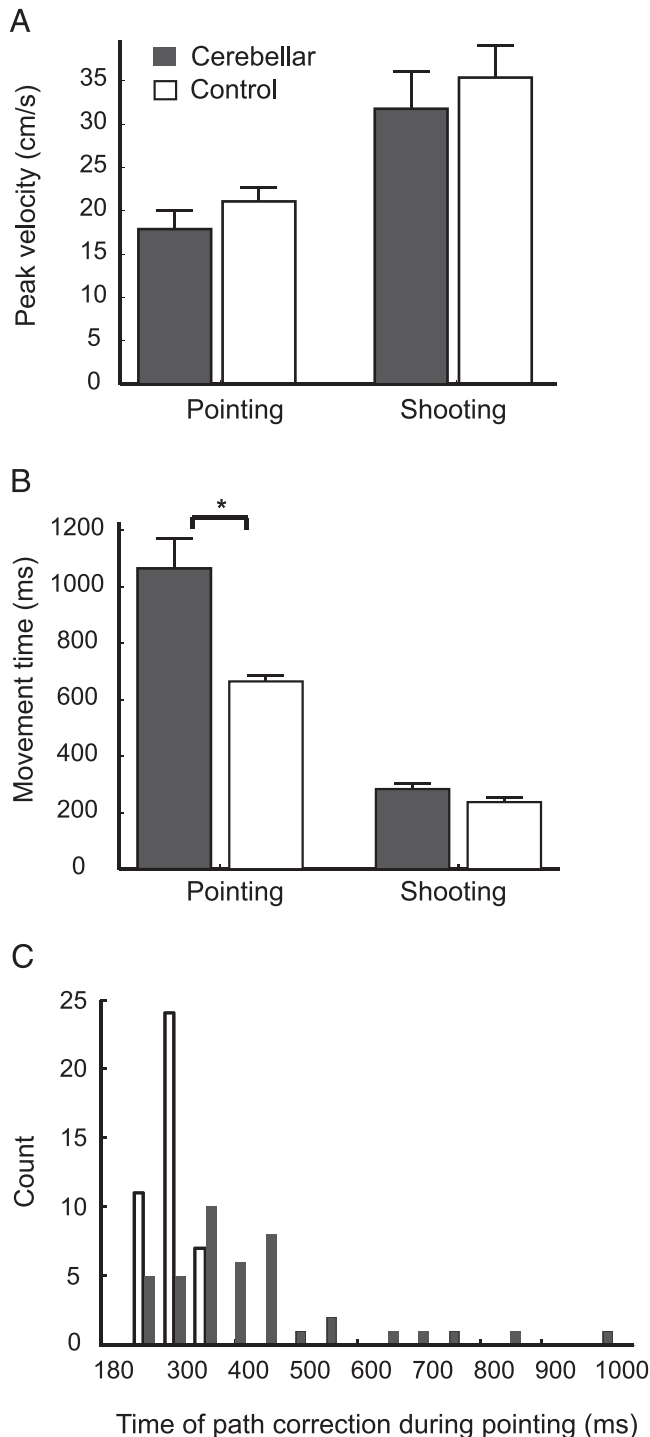 A
Cerebellar
Control
Peak velocity (cm/s)
35
30
25
20
15
10
5
0
Pointing Shooting
B
*
Movement time (ms)
1200
1000
800
600
400
200
0
Pointing Shooting
C
Count
25
20
15
10
5
0
180 300 400 500 600 700 800 900 1000
Time of path correction during pointing (ms)